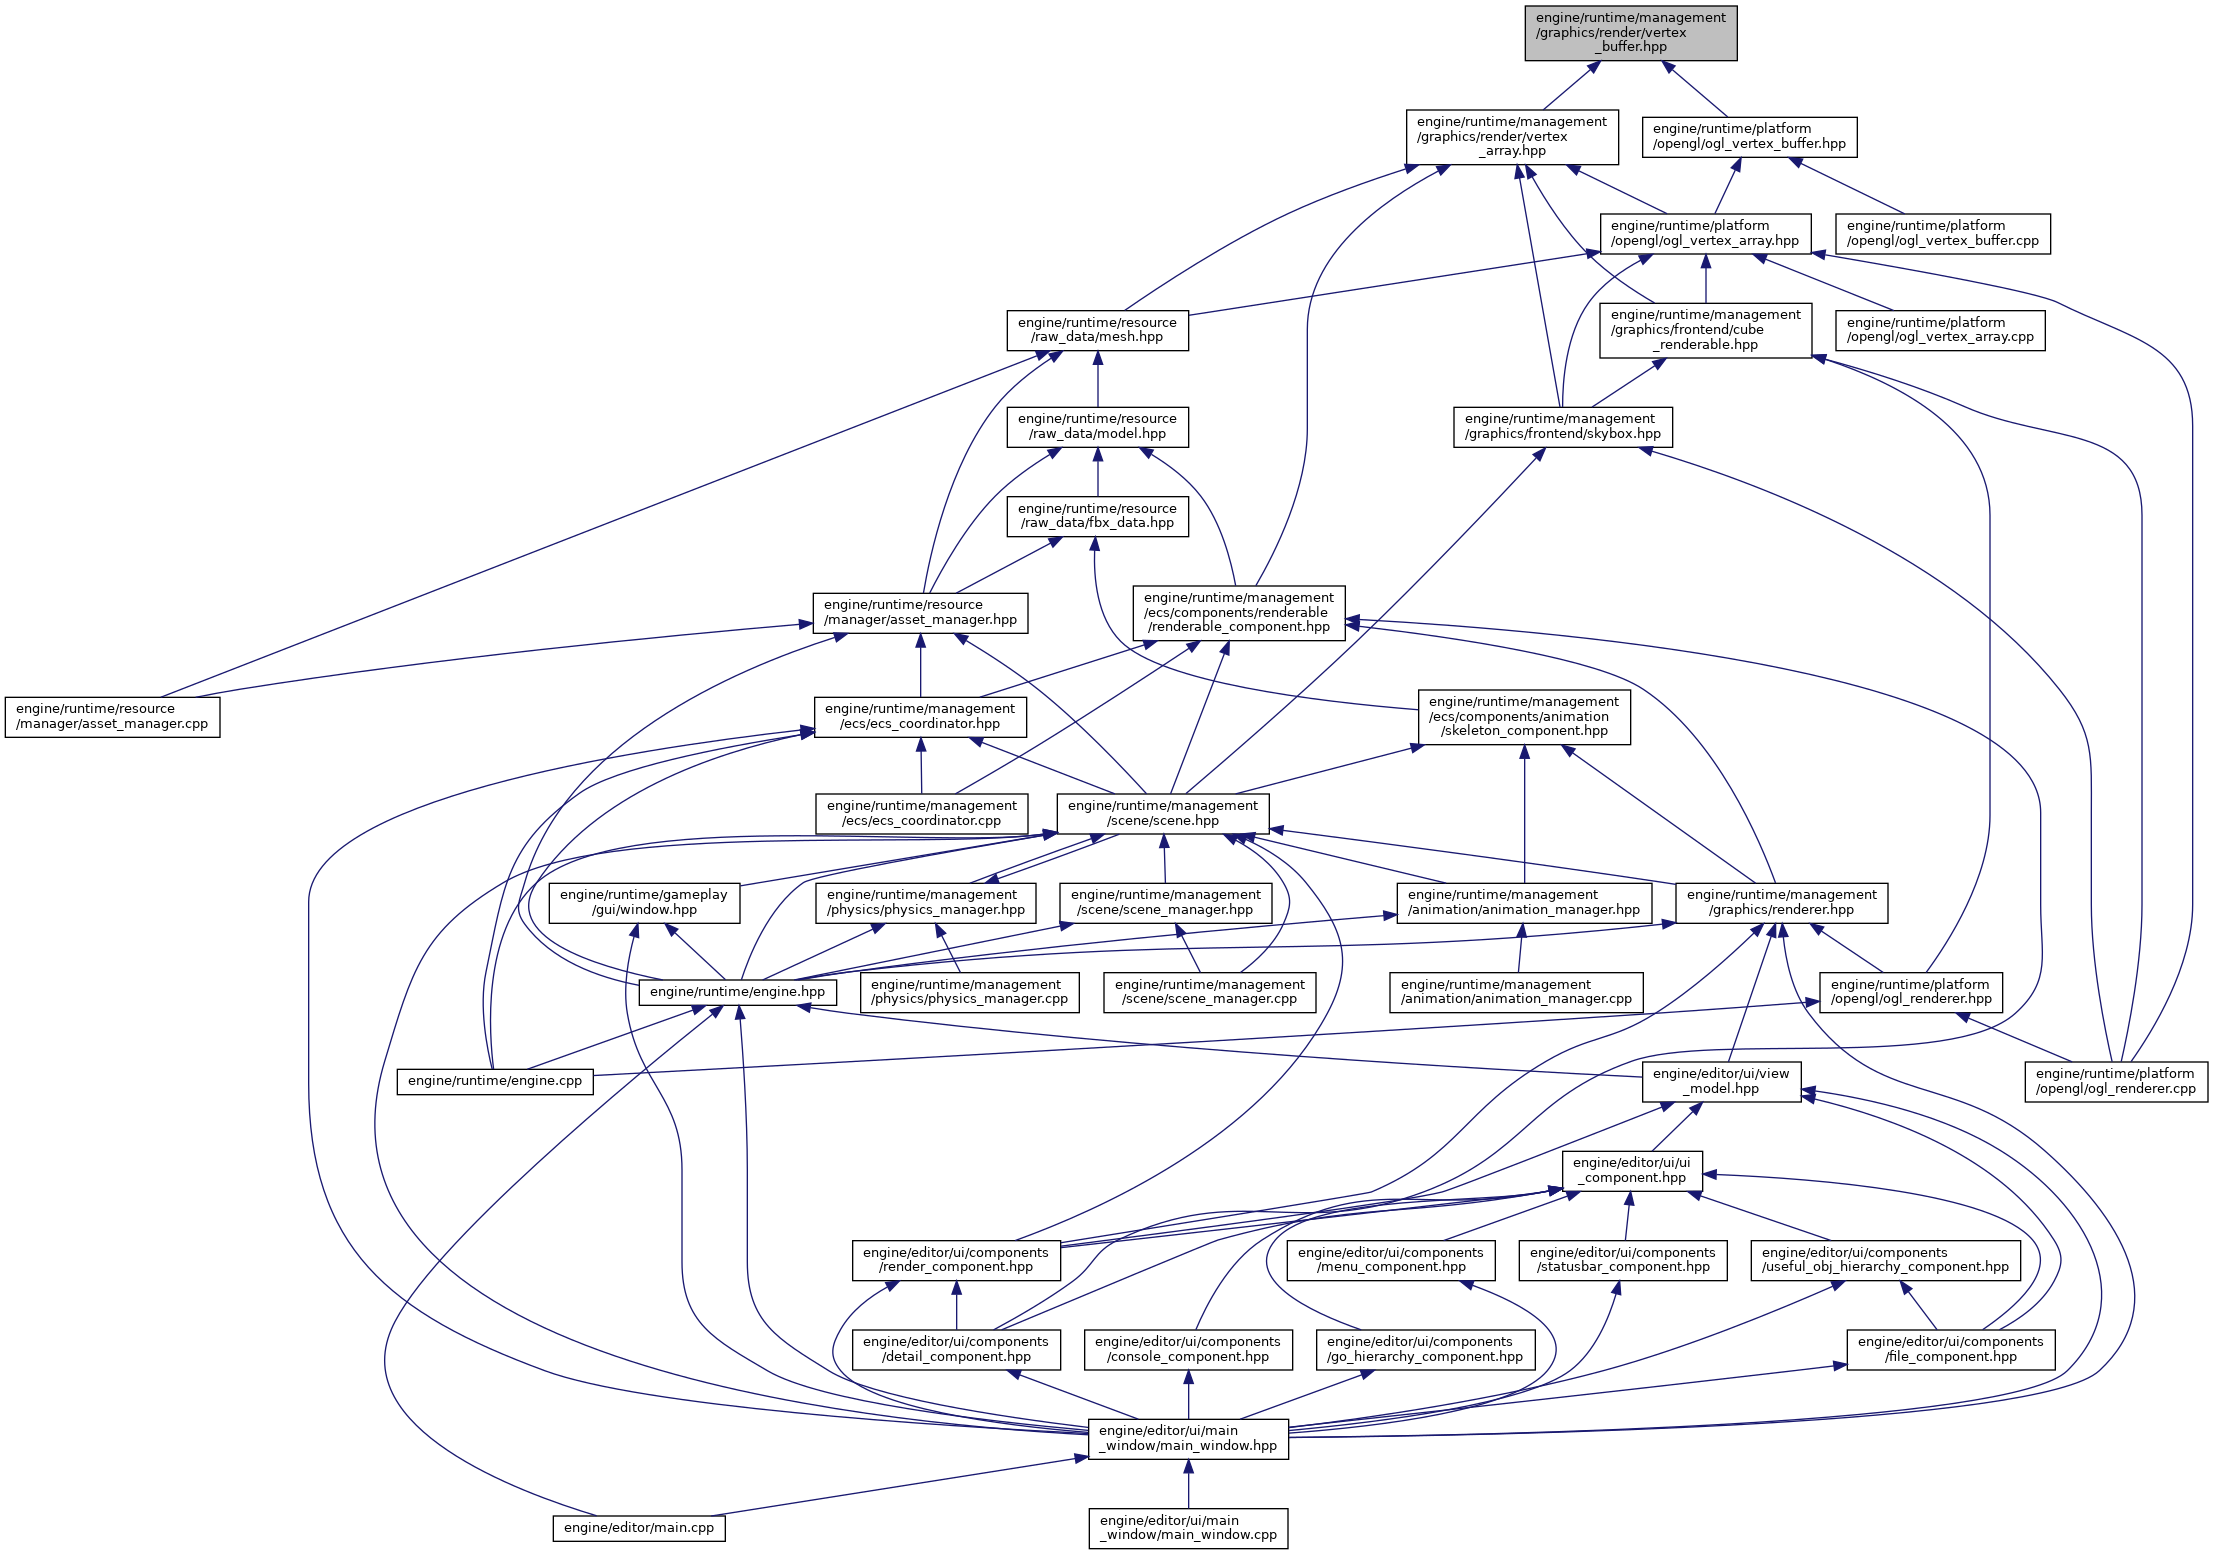 engine/runtime/management
/graphics/render/vertex
_buffer.hpp
engine/runtime/management
/graphics/render/vertex
_array.hpp
engine/runtime/platform
/opengl/ogl_vertex_buffer.hpp
engine/runtime/platform
/opengl/ogl_vertex_array.hpp
engine/runtime/platform
/opengl/ogl_vertex_buffer.cpp
engine/runtime/resource
/raw_data/mesh.hpp
engine/runtime/management
/graphics/frontend/cube
_renderable.hpp
engine/runtime/platform
/opengl/ogl_vertex_array.cpp
engine/runtime/resource
/raw_data/model.hpp
engine/runtime/management
/graphics/frontend/skybox.hpp
engine/runtime/resource
/raw_data/fbx_data.hpp
engine/runtime/resource
/manager/asset_manager.hpp
engine/runtime/management
/ecs/components/renderable
/renderable_component.hpp
engine/runtime/resource
/manager/asset_manager.cpp
engine/runtime/management
/ecs/ecs_coordinator.hpp
engine/runtime/management
/ecs/components/animation
/skeleton_component.hpp
engine/runtime/management
/ecs/ecs_coordinator.cpp
engine/runtime/management
/scene/scene.hpp
engine/runtime/gameplay
/gui/window.hpp
engine/runtime/management
/physics/physics_manager.hpp
engine/runtime/management
/scene/scene_manager.hpp
engine/runtime/management
/animation/animation_manager.hpp
engine/runtime/management
/graphics/renderer.hpp
engine/runtime/engine.hpp
engine/runtime/management
/physics/physics_manager.cpp
engine/runtime/management
/scene/scene_manager.cpp
engine/runtime/management
/animation/animation_manager.cpp
engine/runtime/platform
/opengl/ogl_renderer.hpp
engine/runtime/engine.cpp
engine/editor/ui/view
_model.hpp
engine/runtime/platform
/opengl/ogl_renderer.cpp
engine/editor/ui/ui
_component.hpp
engine/editor/ui/components
/render_component.hpp
engine/editor/ui/components
/menu_component.hpp
engine/editor/ui/components
/statusbar_component.hpp
engine/editor/ui/components
/useful_obj_hierarchy_component.hpp
engine/editor/ui/components
/detail_component.hpp
engine/editor/ui/components
/console_component.hpp
engine/editor/ui/components
/go_hierarchy_component.hpp
engine/editor/ui/components
/file_component.hpp
engine/editor/ui/main
_window/main_window.hpp
engine/editor/main.cpp
engine/editor/ui/main
_window/main_window.cpp